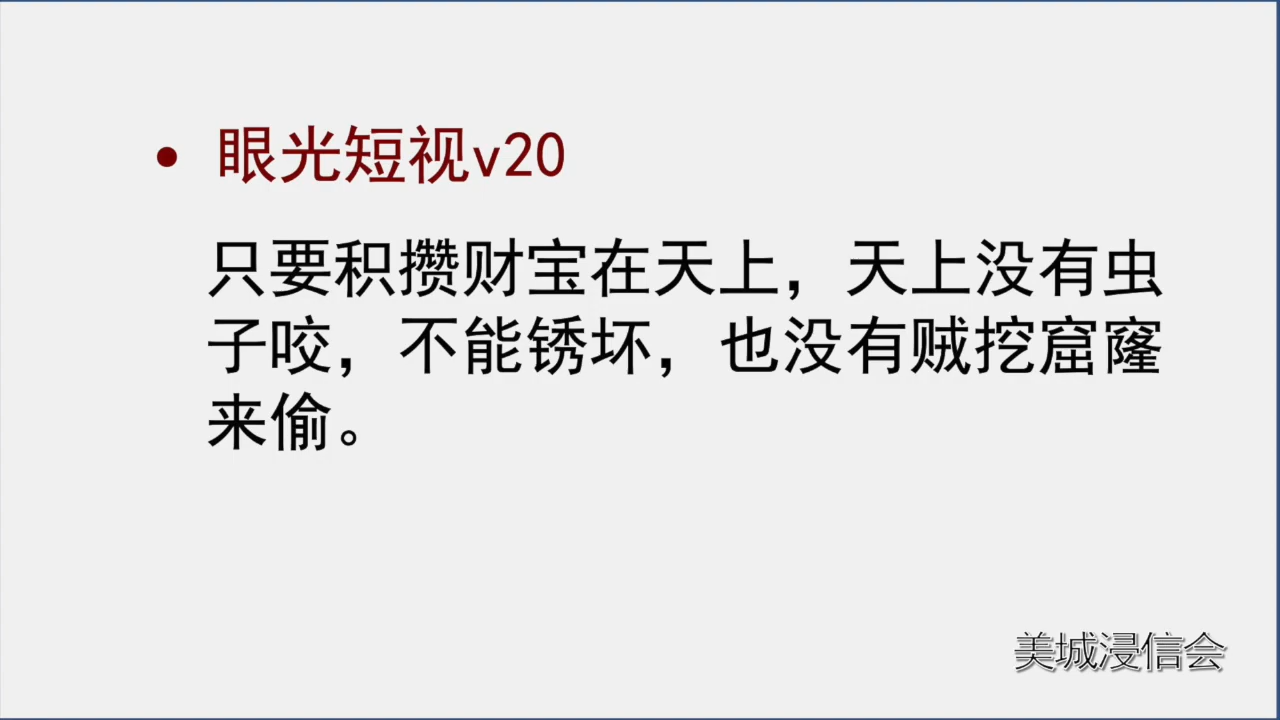 • 眼光短视v20
只要积攒财宝在天上，天上没有虫
子咬，不能锈坏，也没有贼挖窟窿
来偷。
美城浸信会